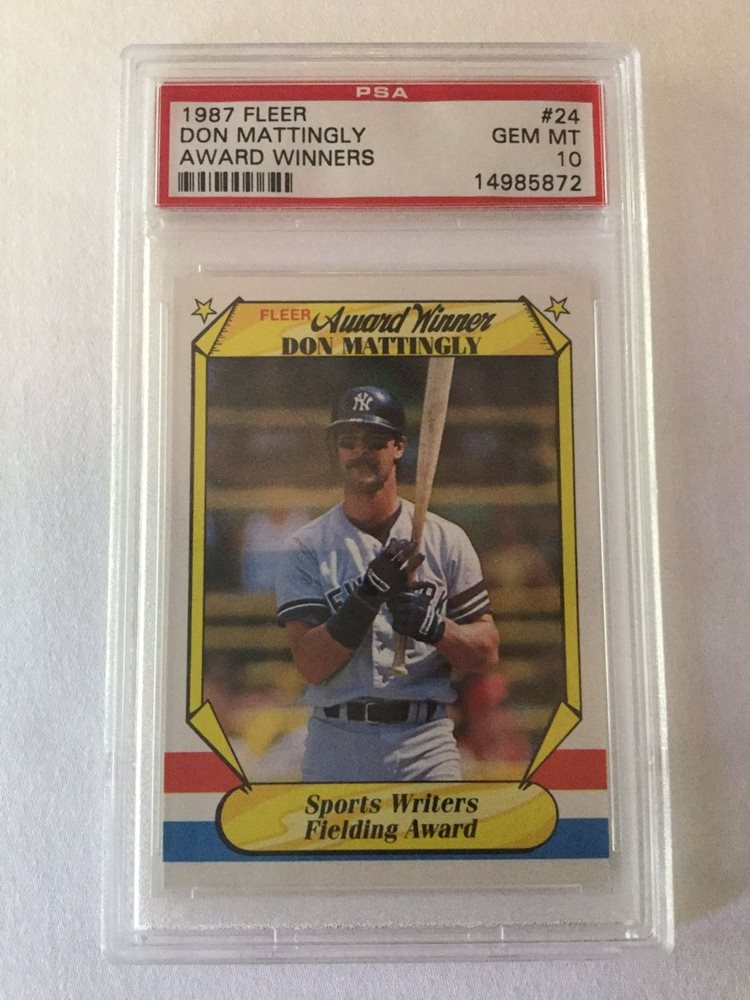 PSA
1987 FLEER #24
DON MATTINGLY GEM MT
AWARD WINNERS 10
14985872
FLEER Award Winner
DON MATTINGLY
NY
Sports Writers
Fielding Award